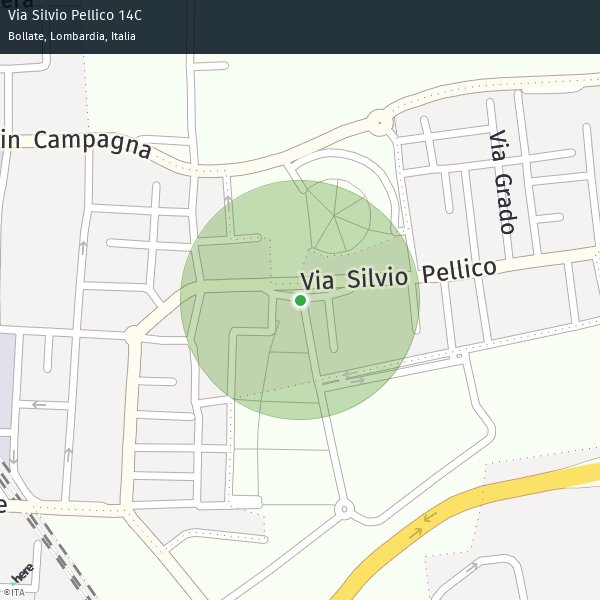 Via Silvio Pellico 14C
Bollate, Lombardia, Italia
in Campagna
Via Grado
Via Silvio Pellico
e
here
©ITA